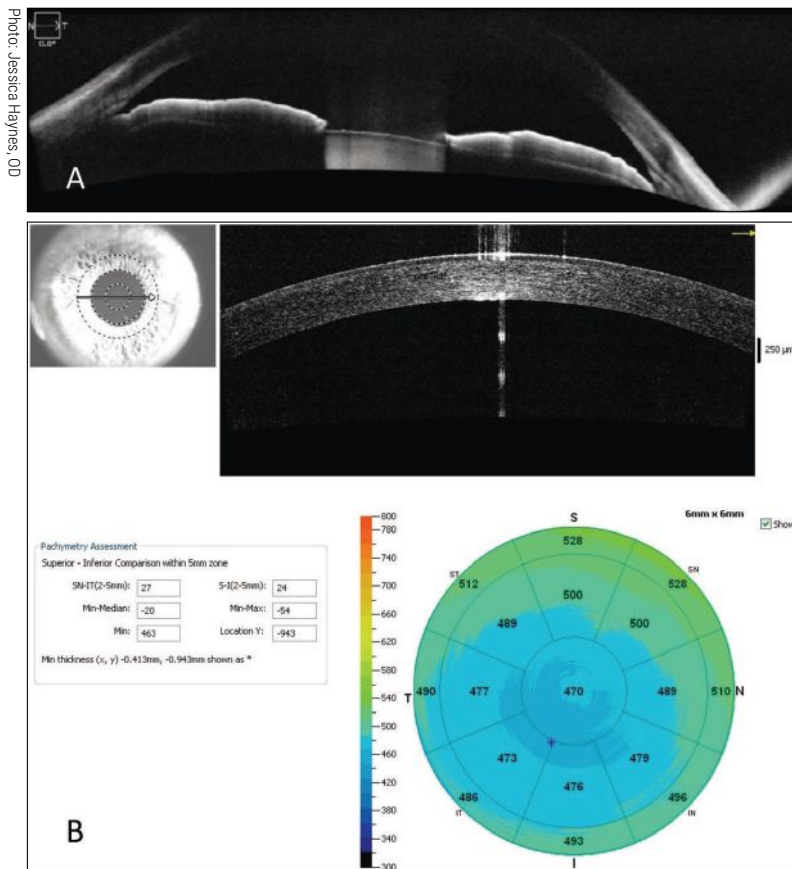 Photo: Jessica Haynes, OD
N T
A
250 µm
6mm x 6mm
Show
Pachymetry Assessment
Superior - Inferior Comparison within 5mm zone
SN-IT(2-5mm): 27 S-I(2-5mm): 24
Min-Median: -20 Min-Max: -54
Min: 463 Location Y: -943
Min thickness (x, y) -0.413mm, -0.943mm shown as *
800
780
740
700
660
620
580
540
500
460
420
380
340
300
S
528
ST
512
SN
528
500
489
500
T
490
477
470
489
510
N
473
479
476
486
IT
496
IN
493
I
B